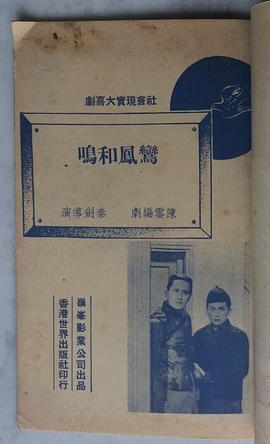 社會現實大喜劇
鸞鳳和鳴
陳雲編劇 秦劍導演
嶺峯影業公司出品
香港世界出版社印行